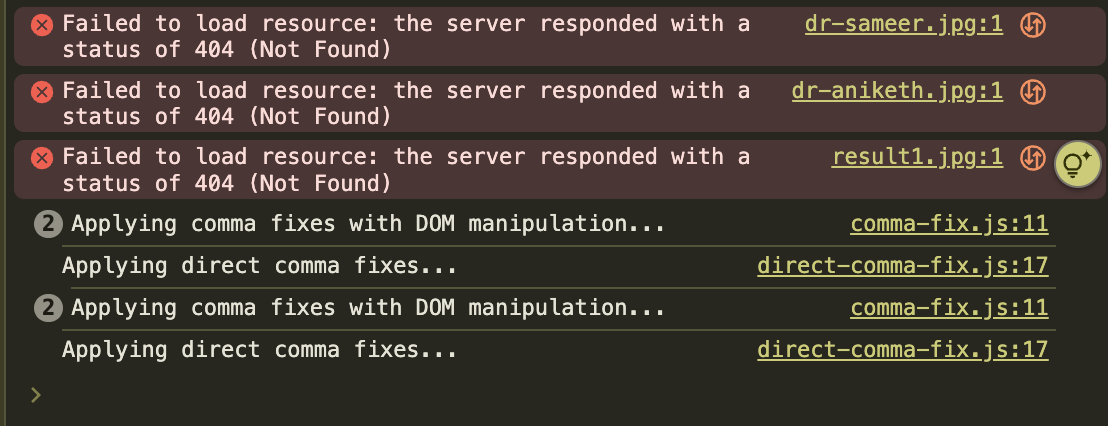 Failed to load resource: the server responded with a dr-sameer.jpg:1
status of 404 (Not Found)
Failed to load resource: the server responded with a dr-aniketh.jpg:1
status of 404 (Not Found)
Failed to load resource: the server responded with a result1.jpg:1
status of 404 (Not Found)
2 Applying comma fixes with DOM manipulation... comma-fix.js:11
Applying direct comma fixes... direct-comma-fix.js:17
2 Applying comma fixes with DOM manipulation... comma-fix.js:11
Applying direct comma fixes... direct-comma-fix.js:17